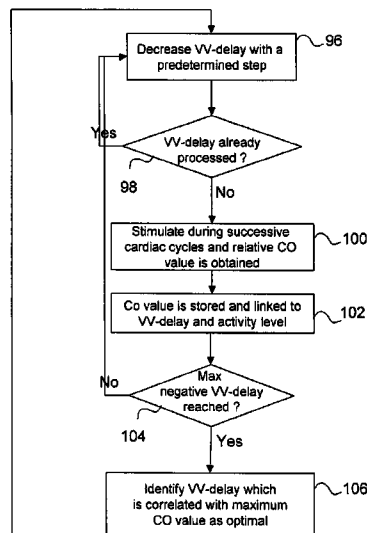 Decrease VV-delay with a
predetermined step
96
Yes
VV-delay already
processed ?
98
No
Stimulate during successive
cardiac cycles and relative CO
value is obtained
100
Co value is stored and linked to
VV-delay and activity level
102
No
Max
negative VV-delay
reached ?
104
Yes
Identify VV-delay which
is correlated with maximum
CO value as optimal
106